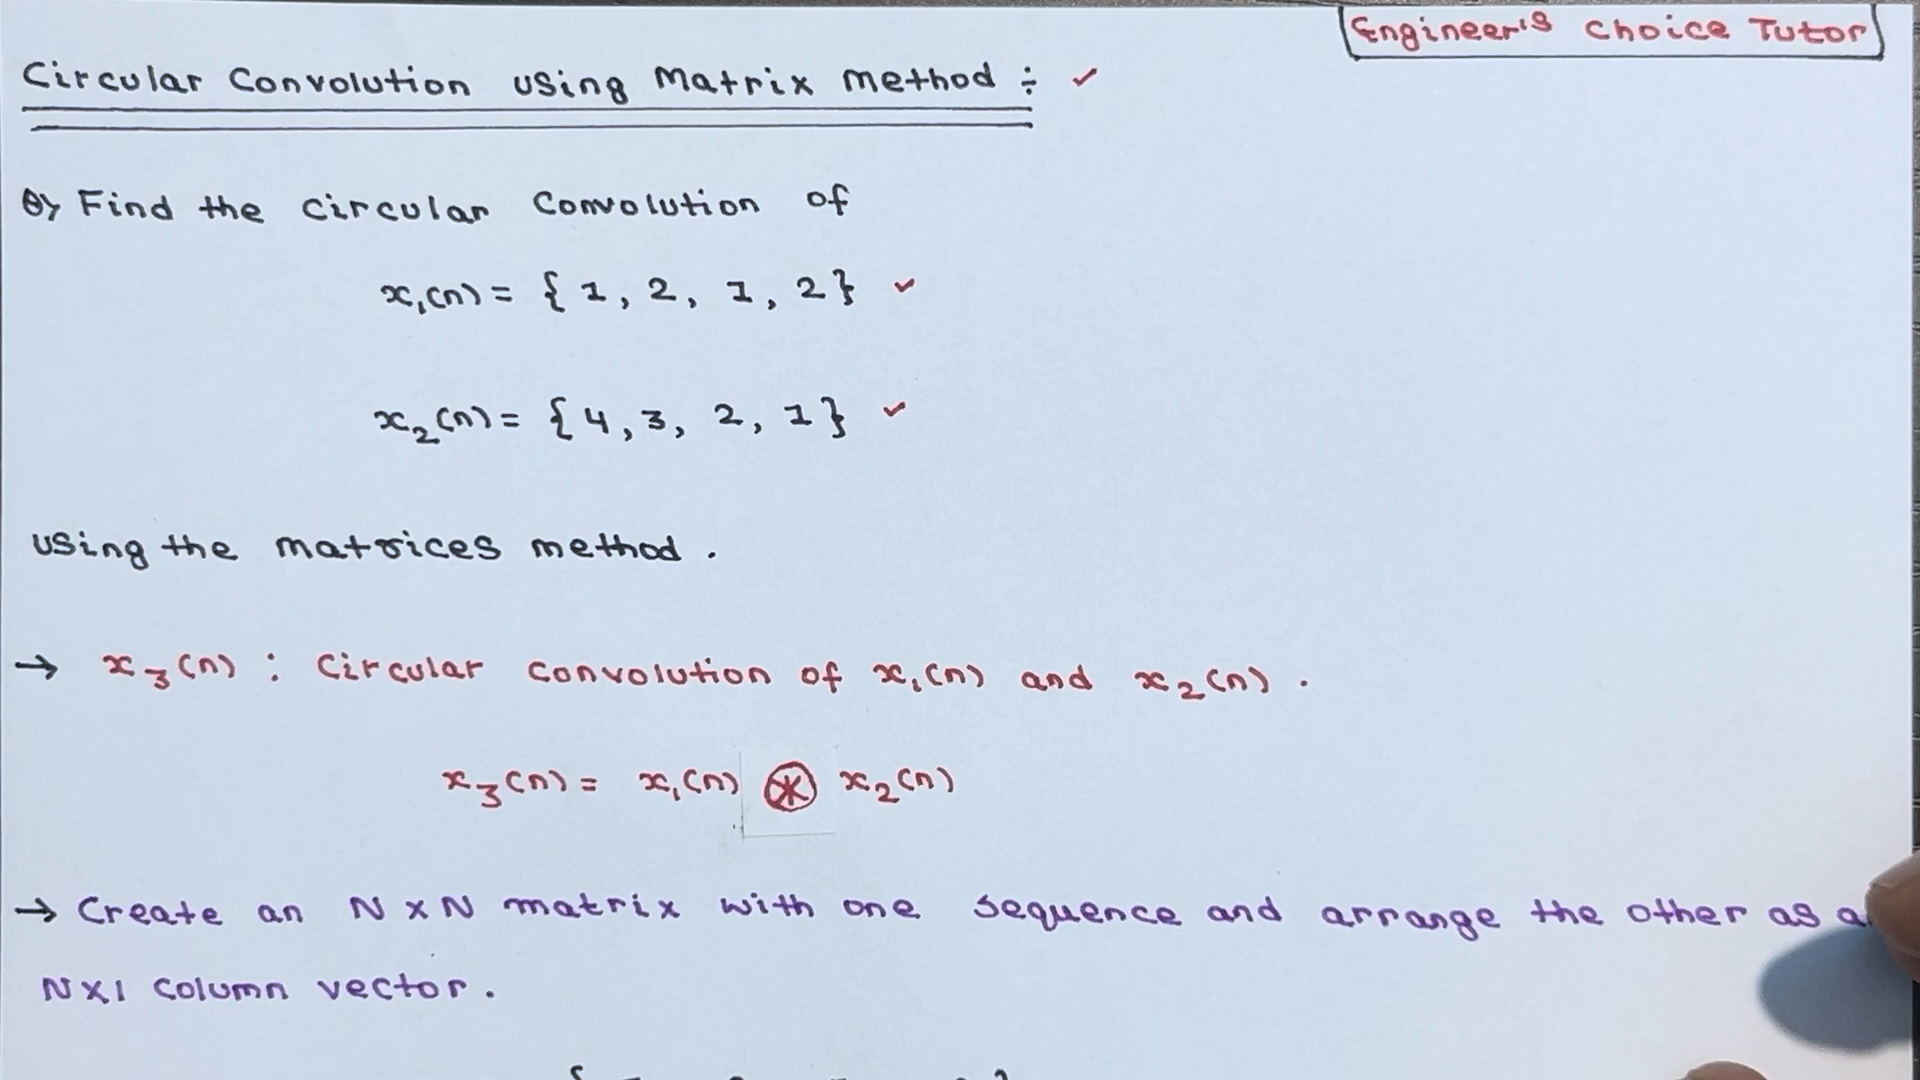 Engineer's Choice Tutor
Circular Convolution using Matrix Method ÷ ✓
Q) Find the Circular Convolution of
x₁(n) = { 1, 2, 1, 2 } ✓
x₂(n) = { 4, 3, 2, 1 } ✓
using the matrices method.
→ x₃(n) : Circular convolution of x₁(n) and x₂(n).
x₃(n) = x₁(n) ⊛ x₂(n)
→ Create an N×N matrix with one sequence and arrange the other as
N×1 column vector.